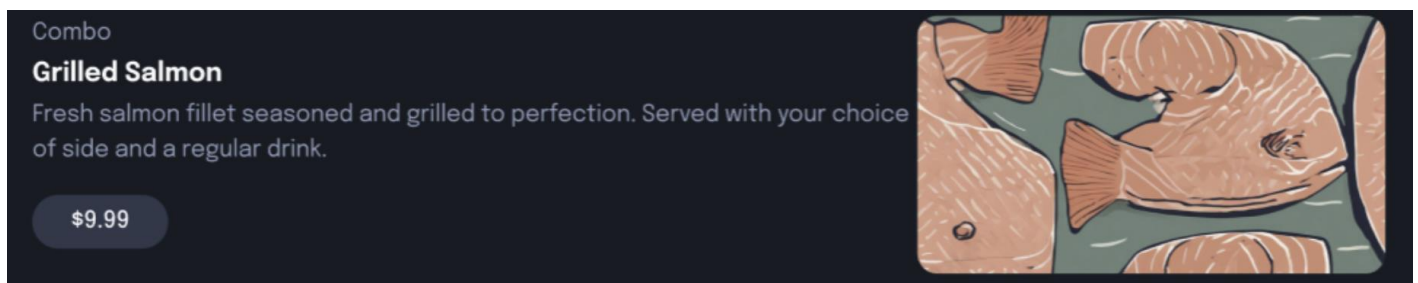 Combo
Grilled Salmon
Fresh salmon fillet seasoned and grilled to perfection. Served with your choice
of side and a regular drink.
$9.99